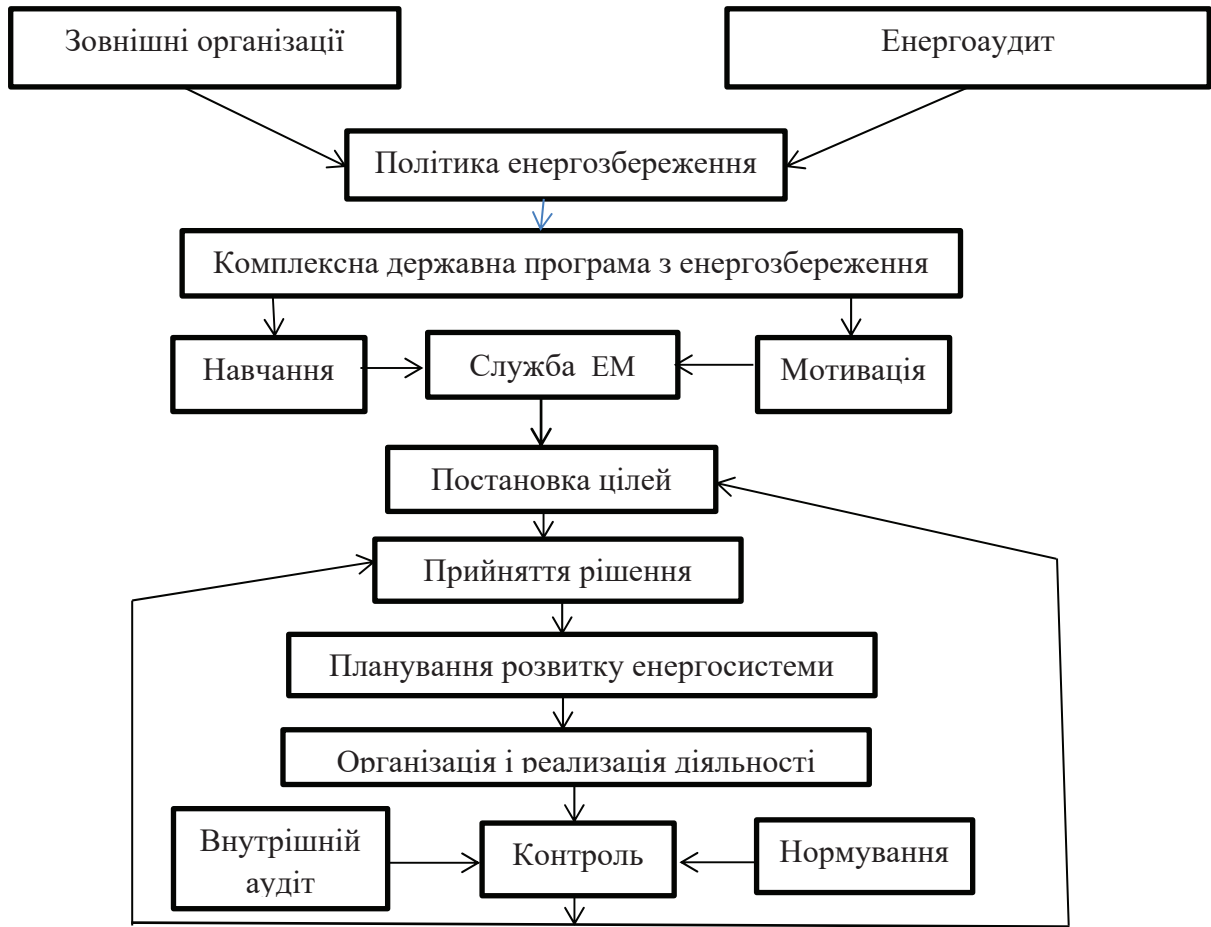 Зовнішні організації
Енергоаудит
Політика енергозбереження
Комплексна державна програма з енергозбереження
Навчання
Служба ЕМ
Мотивація
Постановка цілей
Прийняття рішення
Планування розвитку енергосистеми
Організація і реализація діяльності
Внутрішній
аудіт
Контроль
Нормування